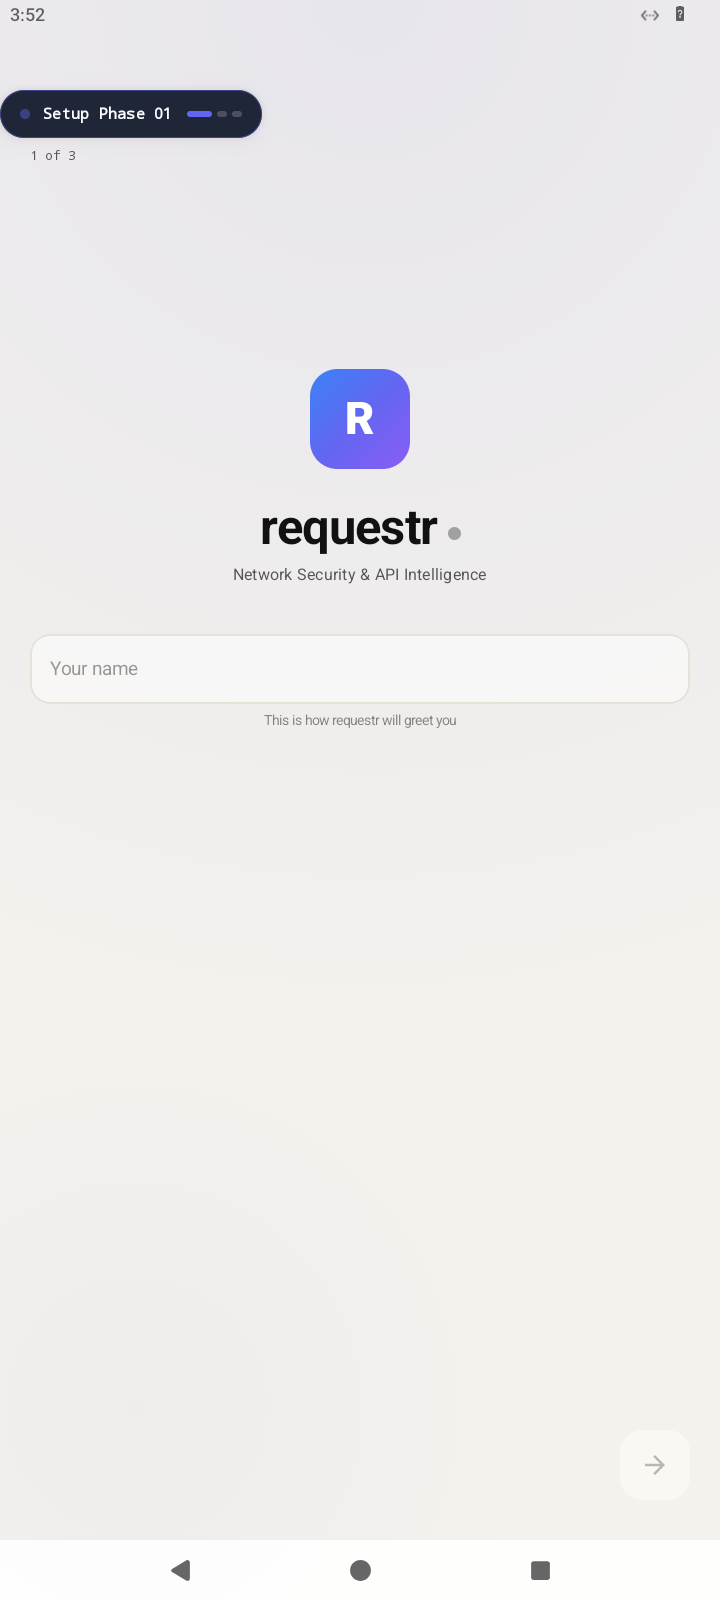 3:52
Setup Phase 01
1 of 3
R
requestr
Network Security & API Intelligence
Your name
This is how requestr will greet you